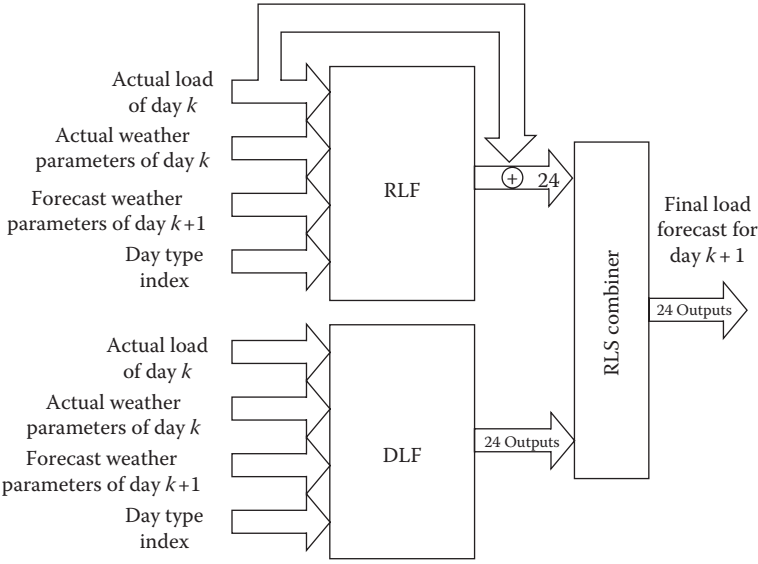 Actual load
of day k
Actual weather
parameters of day k
Forecast weather
parameters of day k+1
Day type
index
RLF
+ 24
Actual load
of day k
Actual weather
parameters of day k
Forecast weather
parameters of day k+1
Day type
index
DLF
24 Outputs
RLS combiner
Final load
forecast for
day k + 1
24 Outputs